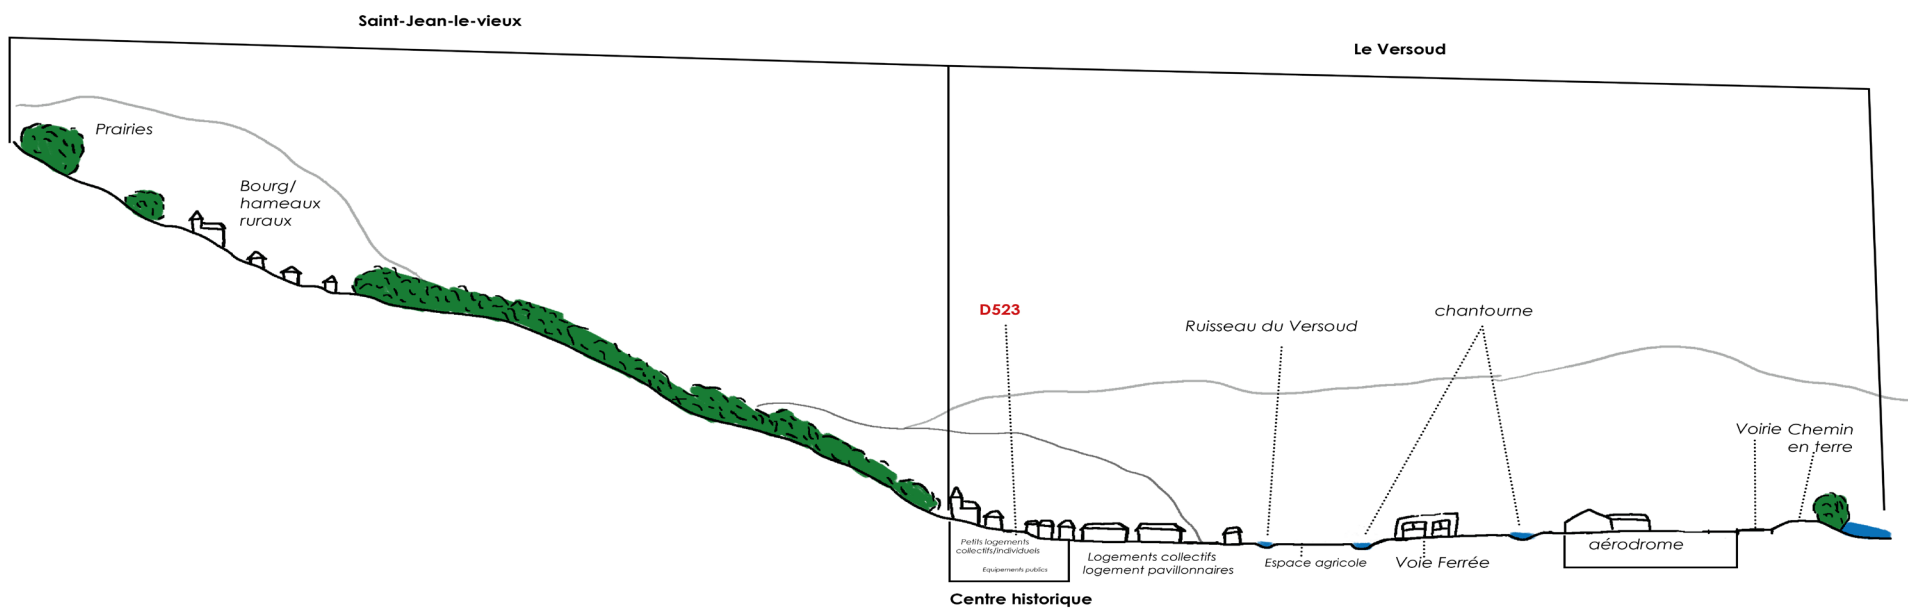 Saint-Jean-le-vieux
Le Versoud
Prairies
Bourg/
hameaux
ruraux
D523
Ruisseau du Versoud
chantourne
Voirie Chemin
en terre
Petits logements
collectifs/individuels
Equipements publics
Logements collectifs
logement pavillonnaires
Espace agricole
Voie Ferrée
aérodrome
Centre historique